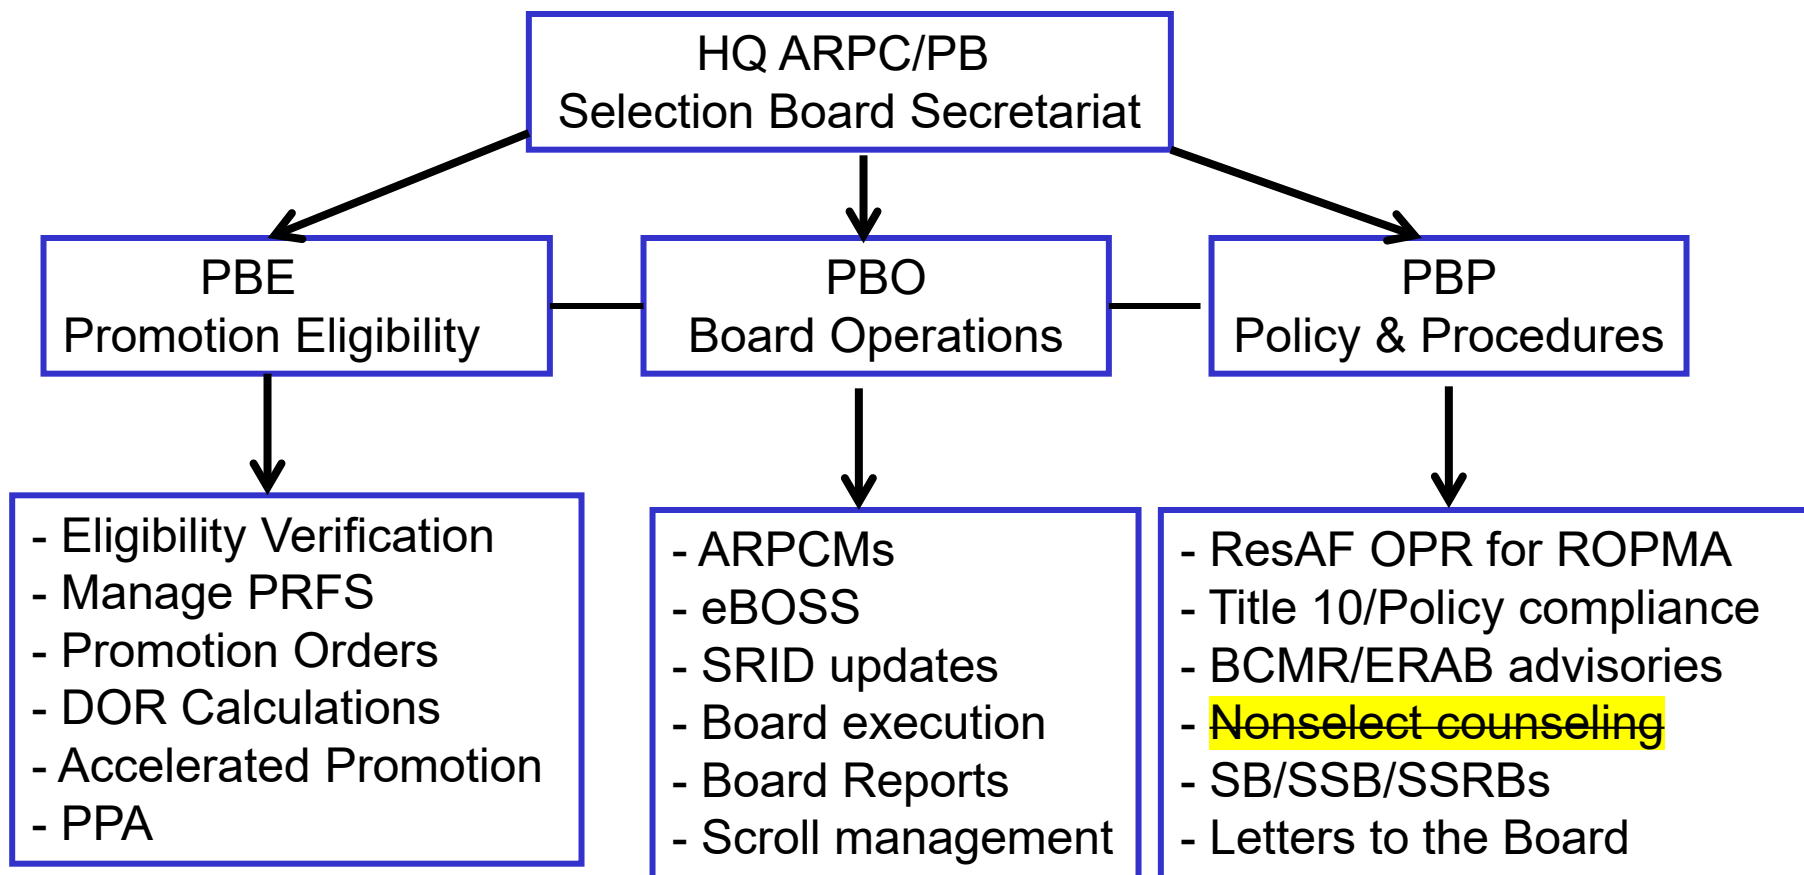 HQ ARPC/PB
Selection Board Secretariat
PBE
Promotion Eligibility
PBO
Board Operations
PBP
Policy & Procedures
- Eligibility Verification
- Manage PRFS
- Promotion Orders
- DOR Calculations
- Accelerated Promotion
- PPA
- ARPCMs
- eBOSS
- SRID updates
- Board execution
- Board Reports
- Scroll management
- ResAF OPR for ROPMA
- Title 10/Policy compliance
- BCMR/ERAB advisories
- Nonselect counseling
- SB/SSB/SSRBs
- Letters to the Board